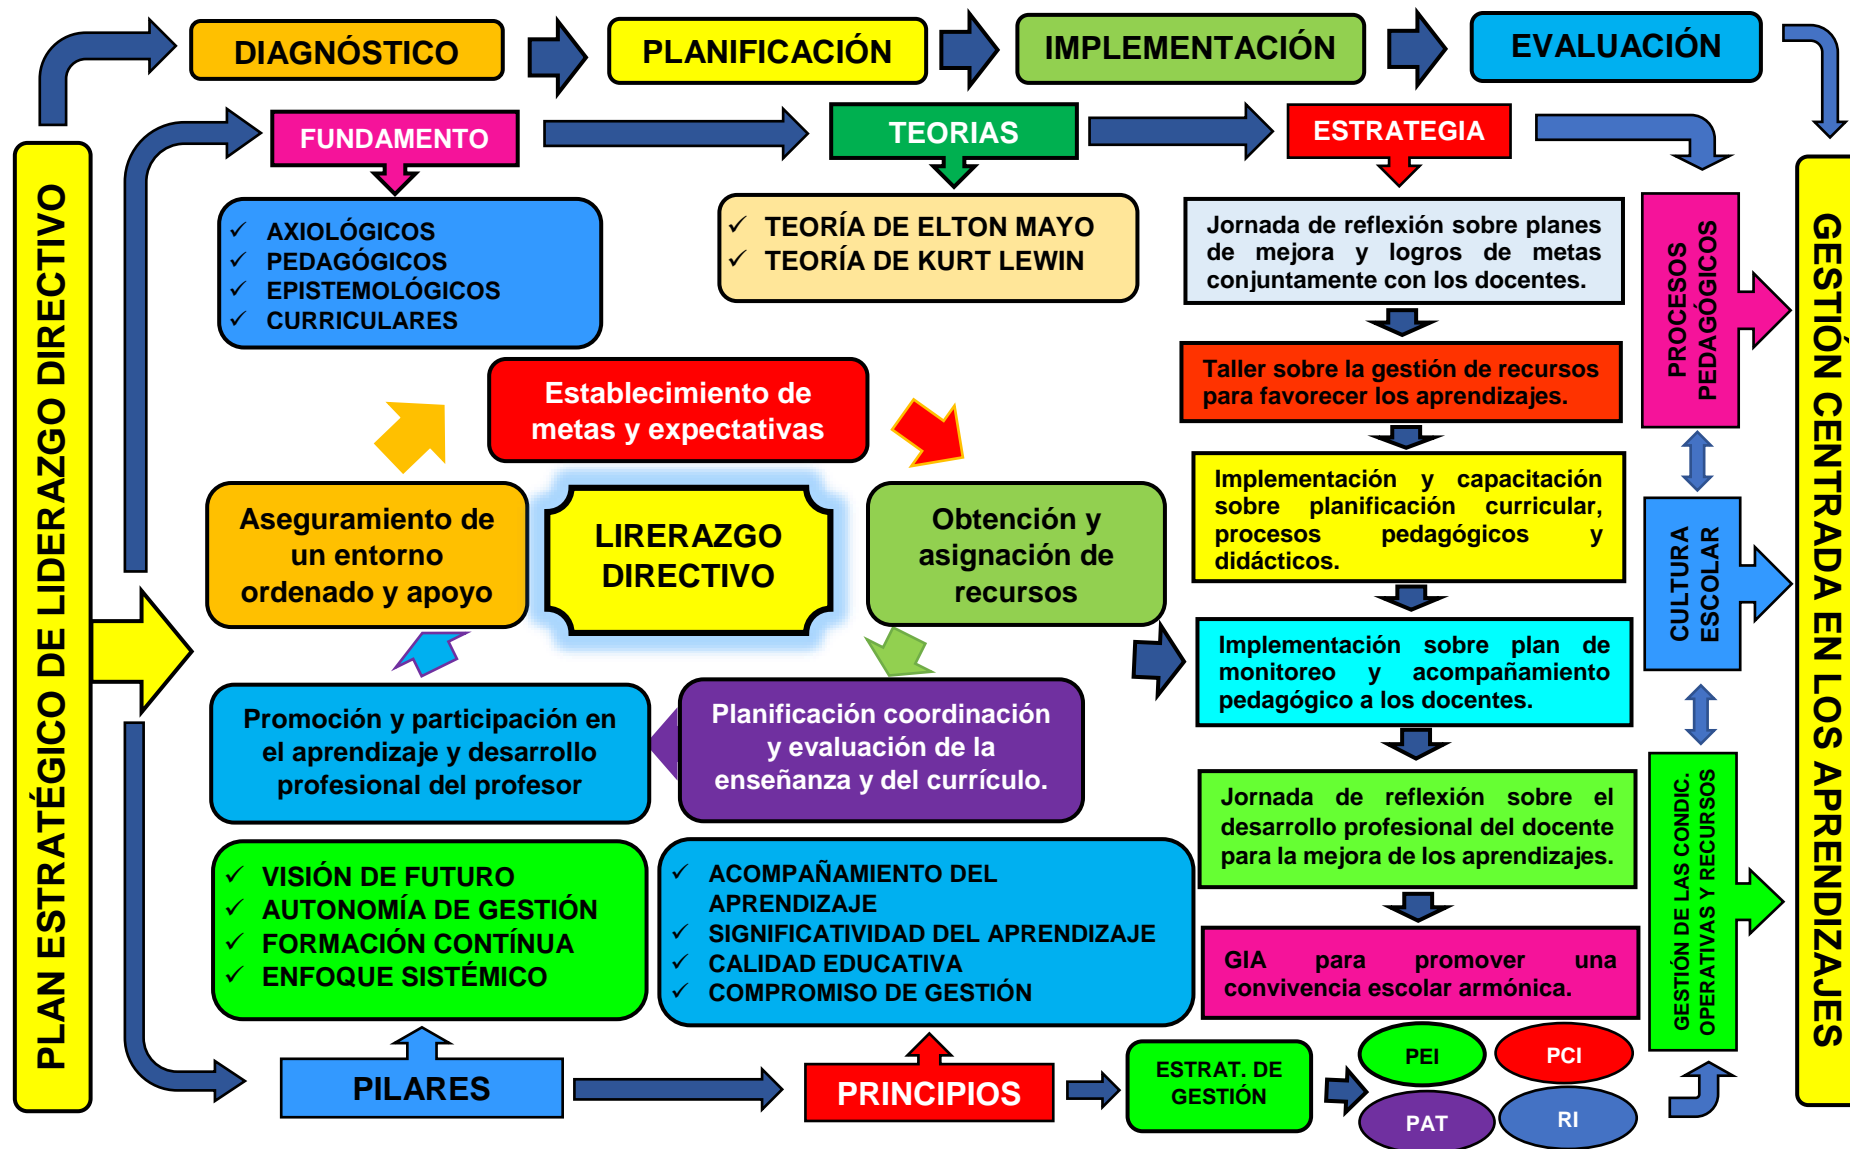 DIAGNÓSTICO
PLANIFICACIÓN
IMPLEMENTACIÓN
EVALUACIÓN
PLAN ESTRATÉGICO DE LIDERAZGO DIRECTIVO
FUNDAMENTO
TEORIAS
ESTRATEGIA
✓ AXIOLÓGICOS
✓ PEDAGÓGICOS
✓ EPISTEMOLÓGICOS
✓ CURRICULARES
✓ TEORÍA DE ELTON MAYO
✓ TEORÍA DE KURT LEWIN
Establecimiento de
metas y expectativas
Aseguramiento de
un entorno
ordenado y apoyo
LIRERAZGO
DIRECTIVO
Obtención y
asignación de
recursos
Promoción y participación en
el aprendizaje y desarrollo
profesional del profesor
Planificación coordinación
y evaluación de la
enseñanza y del currículo.
✓ VISIÓN DE FUTURO
✓ AUTONOMÍA DE GESTIÓN
✓ FORMACIÓN CONTÍNUA
✓ ENFOQUE SISTÉMICO
✓ ACOMPAÑAMIENTO DEL
APRENDIZAJE
✓ SIGNIFICATIVIDAD DEL APRENDIZAJE
✓ CALIDAD EDUCATIVA
✓ COMPROMISO DE GESTIÓN
PILARES
PRINCIPIOS
ESTRAT. DE
GESTIÓN
PEI
PCI
PAT
RI
Jornada de reflexión sobre planes
de mejora y logros de metas
conjuntamente con los docentes.
Taller sobre la gestión de recursos
para favorecer los aprendizajes.
Implementación y capacitación
sobre planificación curricular,
procesos pedagógicos y
didácticos.
Implementación sobre plan de
monitoreo y acompañamiento
pedagógico a los docentes.
Jornada de reflexión sobre el
desarrollo profesional del docente
para la mejora de los aprendizajes.
GIA para promover una
convivencia escolar armónica.
PROCESOS
PEDAGÓGICOS
CULTURA
ESCOLAR
GESTIÓN DE LAS CONDIC.
OPERATIVAS Y RECURSOS
GESTIÓN CENTRADA EN LOS APRENDIZAJES